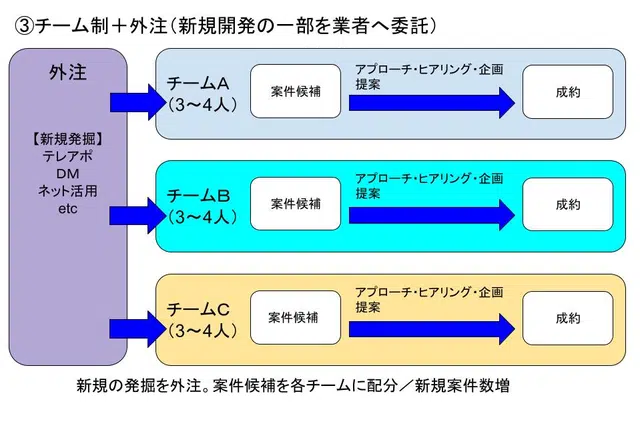 ③チーム制＋外注（新規開発の一部を業者へ委託）
外注
【新規発掘】
テレアポ
DM
ネット活用
etc
チームA
（3～4人）
案件候補
アプローチ・ヒアリング・企画
提案
成約
チームB
（3～4人）
案件候補
アプローチ・ヒアリング・企画
提案
成約
チームC
（3～4人）
案件候補
アプローチ・ヒアリング・企画
提案
成約
新規の発掘を外注。案件候補を各チームに配分／新規案件数増